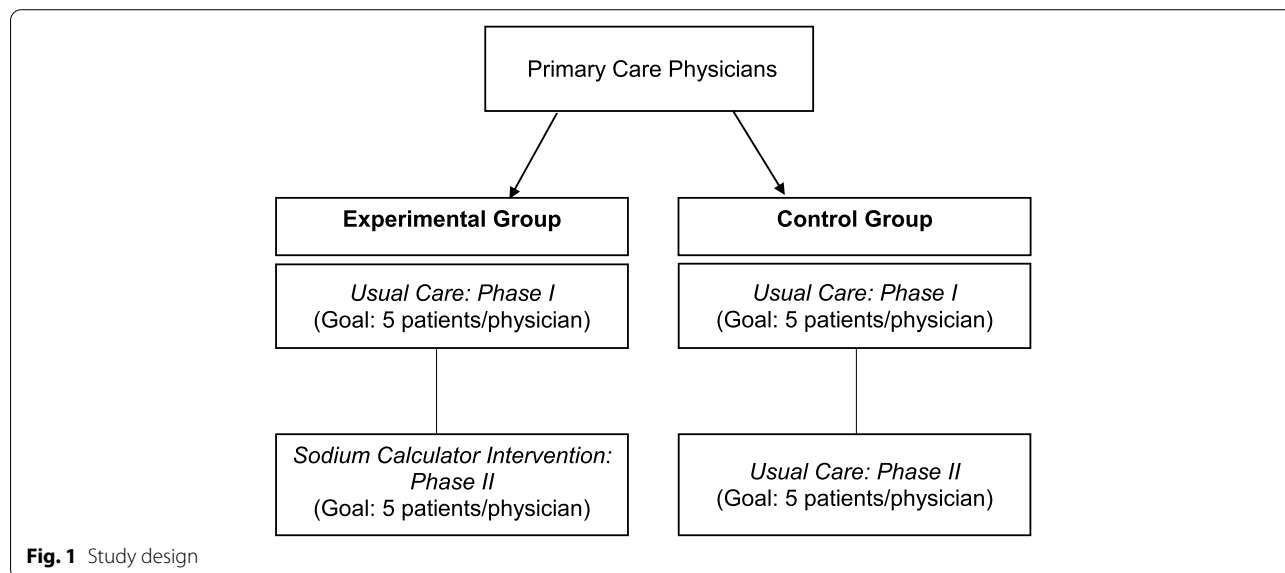 Primary Care Physicians
Experimental Group
Usual Care: Phase I
(Goal: 5 patients/physician)
Sodium Calculator Intervention:
Phase II
(Goal: 5 patients/physician)
Control Group
Usual Care: Phase I
(Goal: 5 patients/physician)
Usual Care: Phase II
(Goal: 5 patients/physician)
Fig. 1 Study design